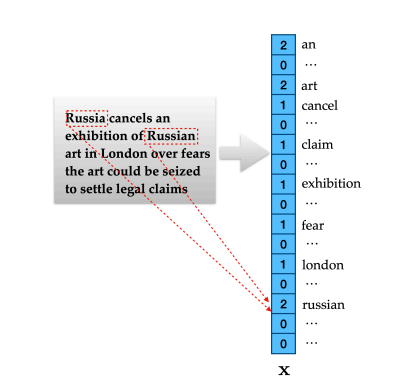 Russia cancels an
exhibition of Russian
art in London over fears
the art could be seized
to settle legal claims
2 an
0 ...
2 art
1 cancel
0 ...
1 claim
0 ...
1 exhibition
0 ...
1 fear
0 ...
1 london
0 ...
2 russian
0 ...
0 ...
x